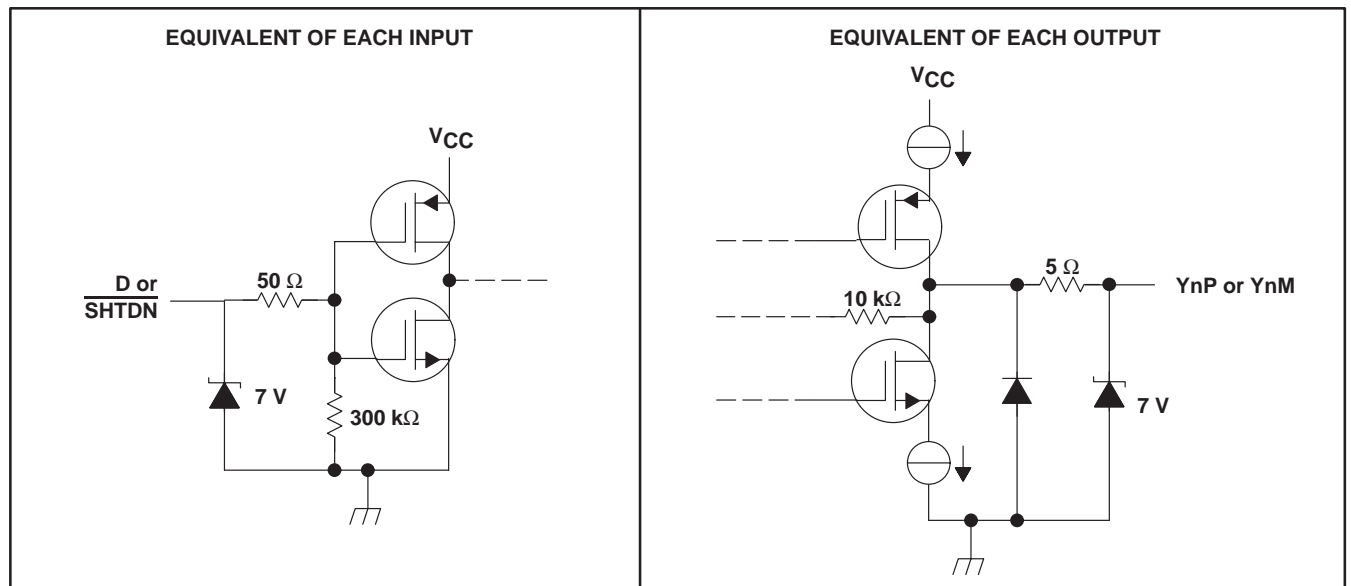 EQUIVALENT OF EACH INPUT
VCC
D or
SHTDN
50 Ω
7 V
300 kΩ
EQUIVALENT OF EACH OUTPUT
VCC
5 Ω
YnP or YnM
10 kΩ
7 V